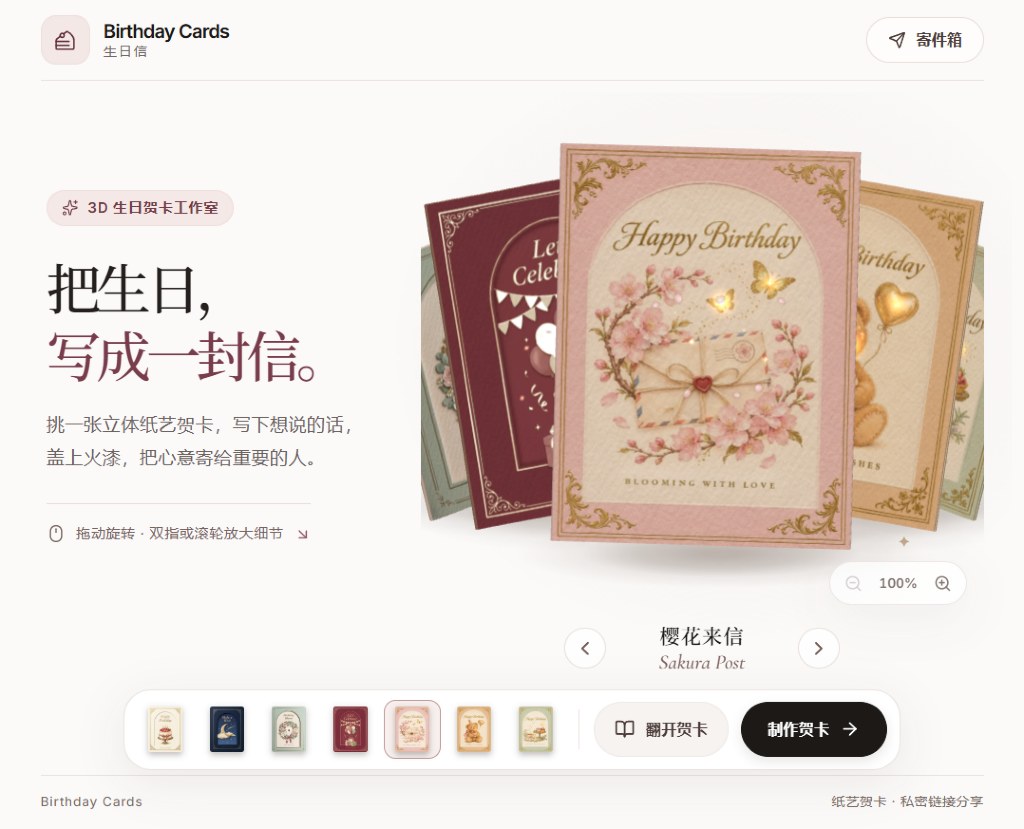 Birthday Cards
生日信
寄件箱
3D 生日贺卡工作室
把生日,
写成一封信。
挑一张立体纸艺贺卡，写下想说的话，
盖上火漆，把心意寄给重要的人。
拖动旋转 · 双指或滚轮放大细节
Happy Birthday
BLOOMING WITH LOVE
100%
樱花来信
Sakura Post
翻开贺卡
制作贺卡
Birthday Cards
纸艺贺卡 · 私密链接分享